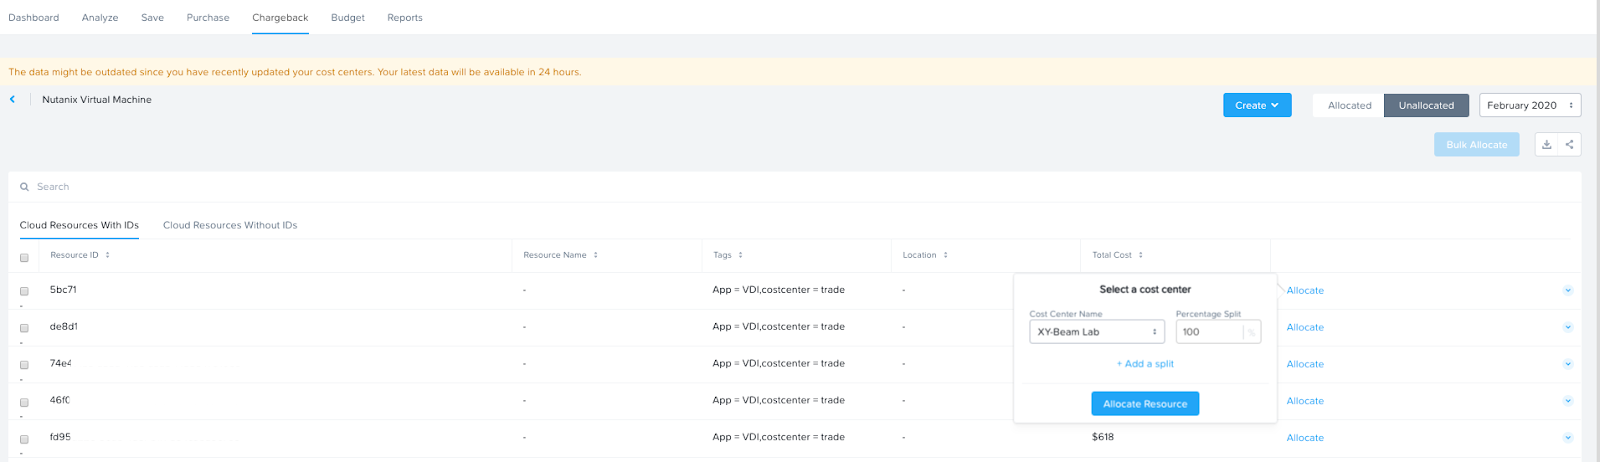 Dashboard Analyze Save Purchase Chargeback Budget Reports
The data might be outdated since you have recently updated your cost centers. Your latest data will be available in 24 hours.
Nutanix Virtual Machine Create Allocated Unallocated February 2020
Bulk Allocate
Search
Cloud Resources With IDs Cloud Resources Without IDs
Resource ID Resource Name Tags Location Total Cost
5bc71 - App = VDI,costcenter = trade - Allocate
-
de8d1 - App = VDI,costcenter = trade - Allocate
-
74e4 - App = VDI,costcenter = trade - Allocate
-
46f0 - App = VDI,costcenter = trade - Allocate
-
fd95 - App = VDI,costcenter = trade - $618 Allocate
-
Select a cost center
Cost Center Name Percentage Split
XY-Beam Lab 100 %
+ Add a split
Allocate Resource